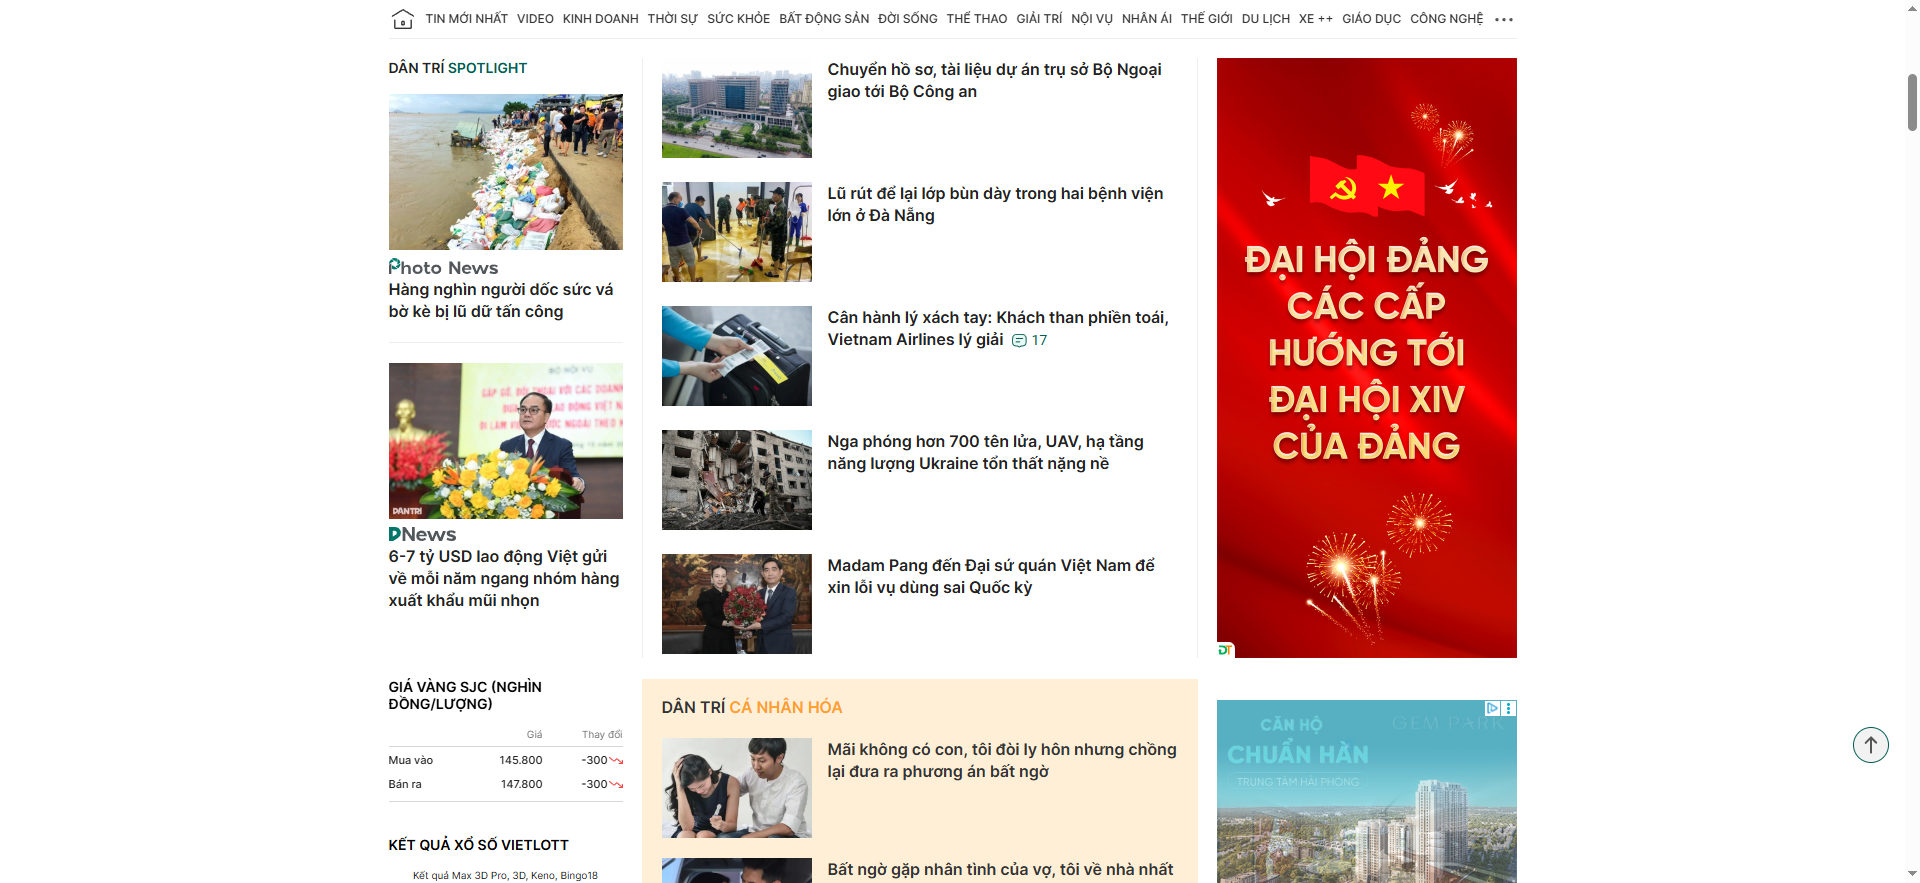 TIN MỚI NHẤT VIDEO KINH DOANH THỜI SỰ SỨC KHỎE BẤT ĐỘNG SẢN ĐỜI SỐNG THỂ THAO GIẢI TRÍ NỘI VỤ NHÂN ÁI THẾ GIỚI DU LỊCH XE ++ GIÁO DỤC CÔNG NGHỆ
DÂN TRÍ SPOTLIGHT
Photo News
Hàng nghìn người dốc sức vá
bờ kè bị lũ dữ tấn công
BỘ NỘI VỤ
DANTRI
DNews
6-7 tỷ USD lao động Việt gửi
về mỗi năm ngang nhóm hàng
xuất khẩu mũi nhọn
GIÁ VÀNG SJC (NGHÌN
ĐỒNG/LƯỢNG)
Giá Thay đổi
Mua vào 145.800 -300
Bán ra 147.800 -300
KẾT QUẢ XỔ SỐ VIETLOTT
Kết quả Max 3D Pro, 3D, Keno, Bingo18
Chuyển hồ sơ, tài liệu dự án trụ sở Bộ Ngoại
giao tới Bộ Công an
Lũ rút để lại lớp bùn dày trong hai bệnh viện
lớn ở Đà Nẵng
Cân hành lý xách tay: Khách than phiền toái,
Vietnam Airlines lý giải 17
Nga phóng hơn 700 tên lửa, UAV, hạ tầng
năng lượng Ukraine tổn thất nặng nề
Madam Pang đến Đại sứ quán Việt Nam để
xin lỗi vụ dùng sai Quốc kỳ
DÂN TRÍ CÁ NHÂN HÓA
Mãi không có con, tôi đòi ly hôn nhưng chồng
lại đưa ra phương án bất ngờ
Bất ngờ gặp nhân tình của vợ, tôi về nhà nhất
ĐẠI HỘI ĐẢNG
CÁC CẤP
HƯỚNG TỚI
ĐẠI HỘI XIV
CỦA ĐẢNG
DT
CĂN HỘ GEM PARK
CHUẨN HÀN
TRUNG TÂM HẢI PHÒNG